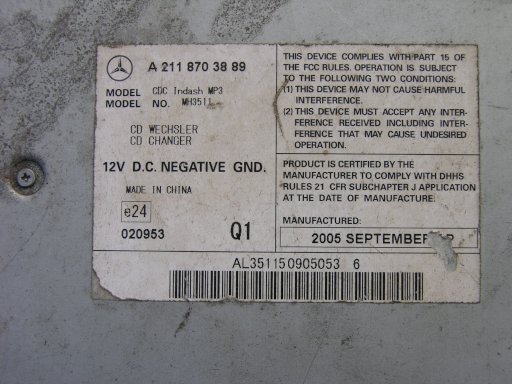 A 211 870 38 89
MODEL CDC Indash MP3
MODEL NO. MH3511
CD WECHSLER
CD CHANGER
12V D.C. NEGATIVE GND.
MADE IN CHINA
e24
020953 Q1
THIS DEVICE COMPLIES WITH PART 15 OF
THE FCC RULES. OPERATION IS SUBJECT
TO THE FOLLOWING TWO CONDITIONS:
(1) THIS DEVICE MAY NOT CAUSE HARMFUL
INTERFERENCE.
(2) THIS DEVICE MUST ACCEPT ANY INTER-
FERENCE RECEIVED INCLUDING INTER-
FERENCE THAT MAY CAUSE UNDESIRED
OPERATION.
PRODUCT IS CERTIFIED BY THE
MANUFACTURER TO COMPLY WITH DHHS
RULES 21 CFR SUBCHAPTER J APPLICATION
AT THE DATE OF MANUFACTURE.
MANUFACTURED:
2005 SEPTEMBER
AL351150905053 6